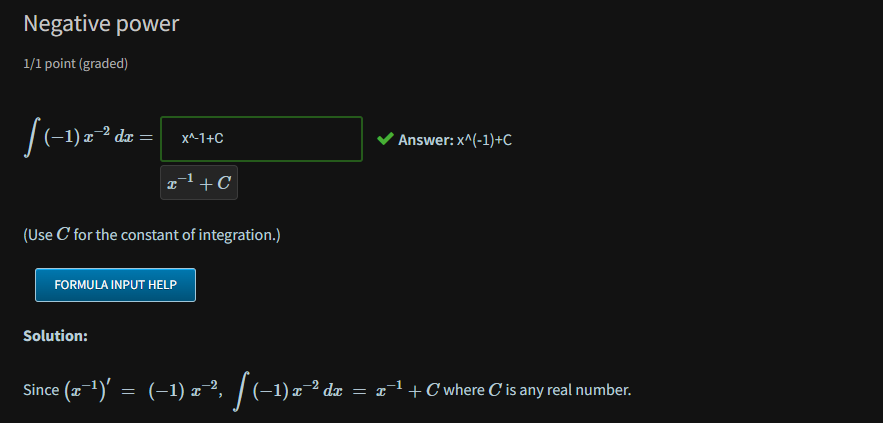 Negative power
1/1 point (graded)
∫ (−1) x⁻² dx = x^-1+C ✔ Answer: x^(-1)+C
x⁻¹ + C
(Use C for the constant of integration.)
FORMULA INPUT HELP
Solution:
Since (x⁻¹)′ = (−1) x⁻², ∫ (−1) x⁻² dx = x⁻¹ + C where C is any real number.